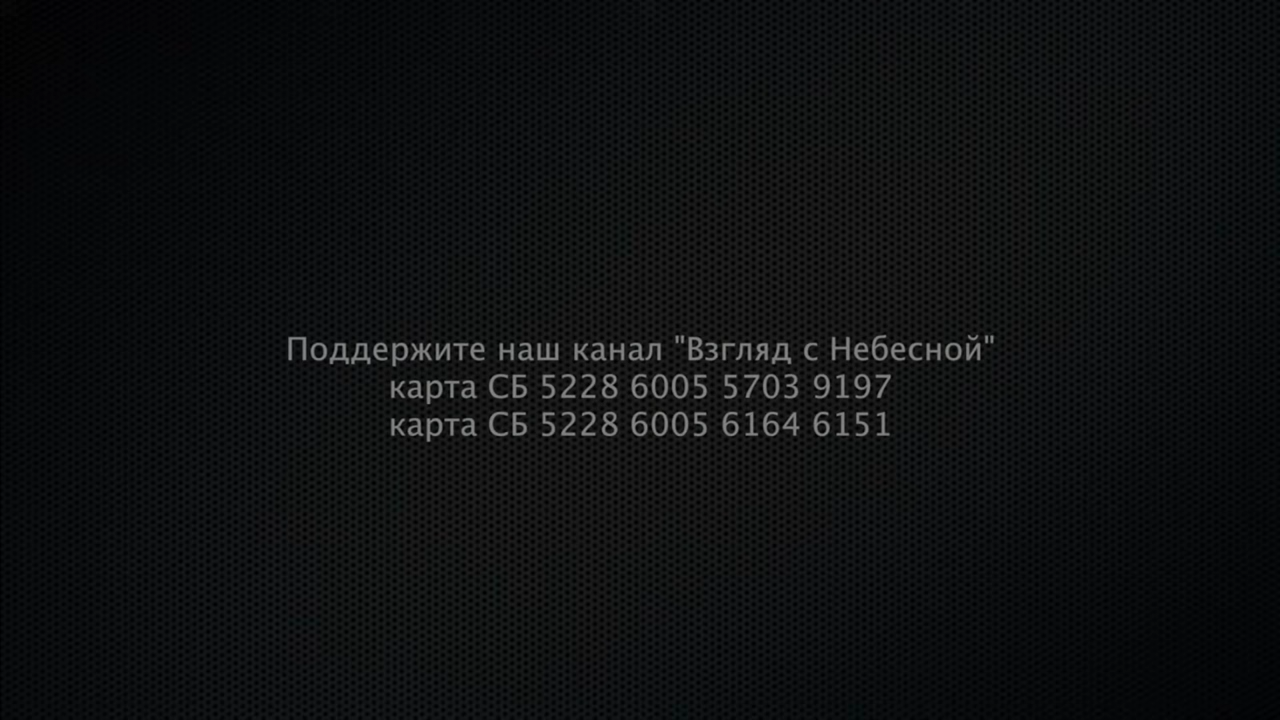 Поддержите наш канал "Взгляд с Небесной"
карта СБ 5228 6005 5703 9197
карта СБ 5228 6005 6164 6151